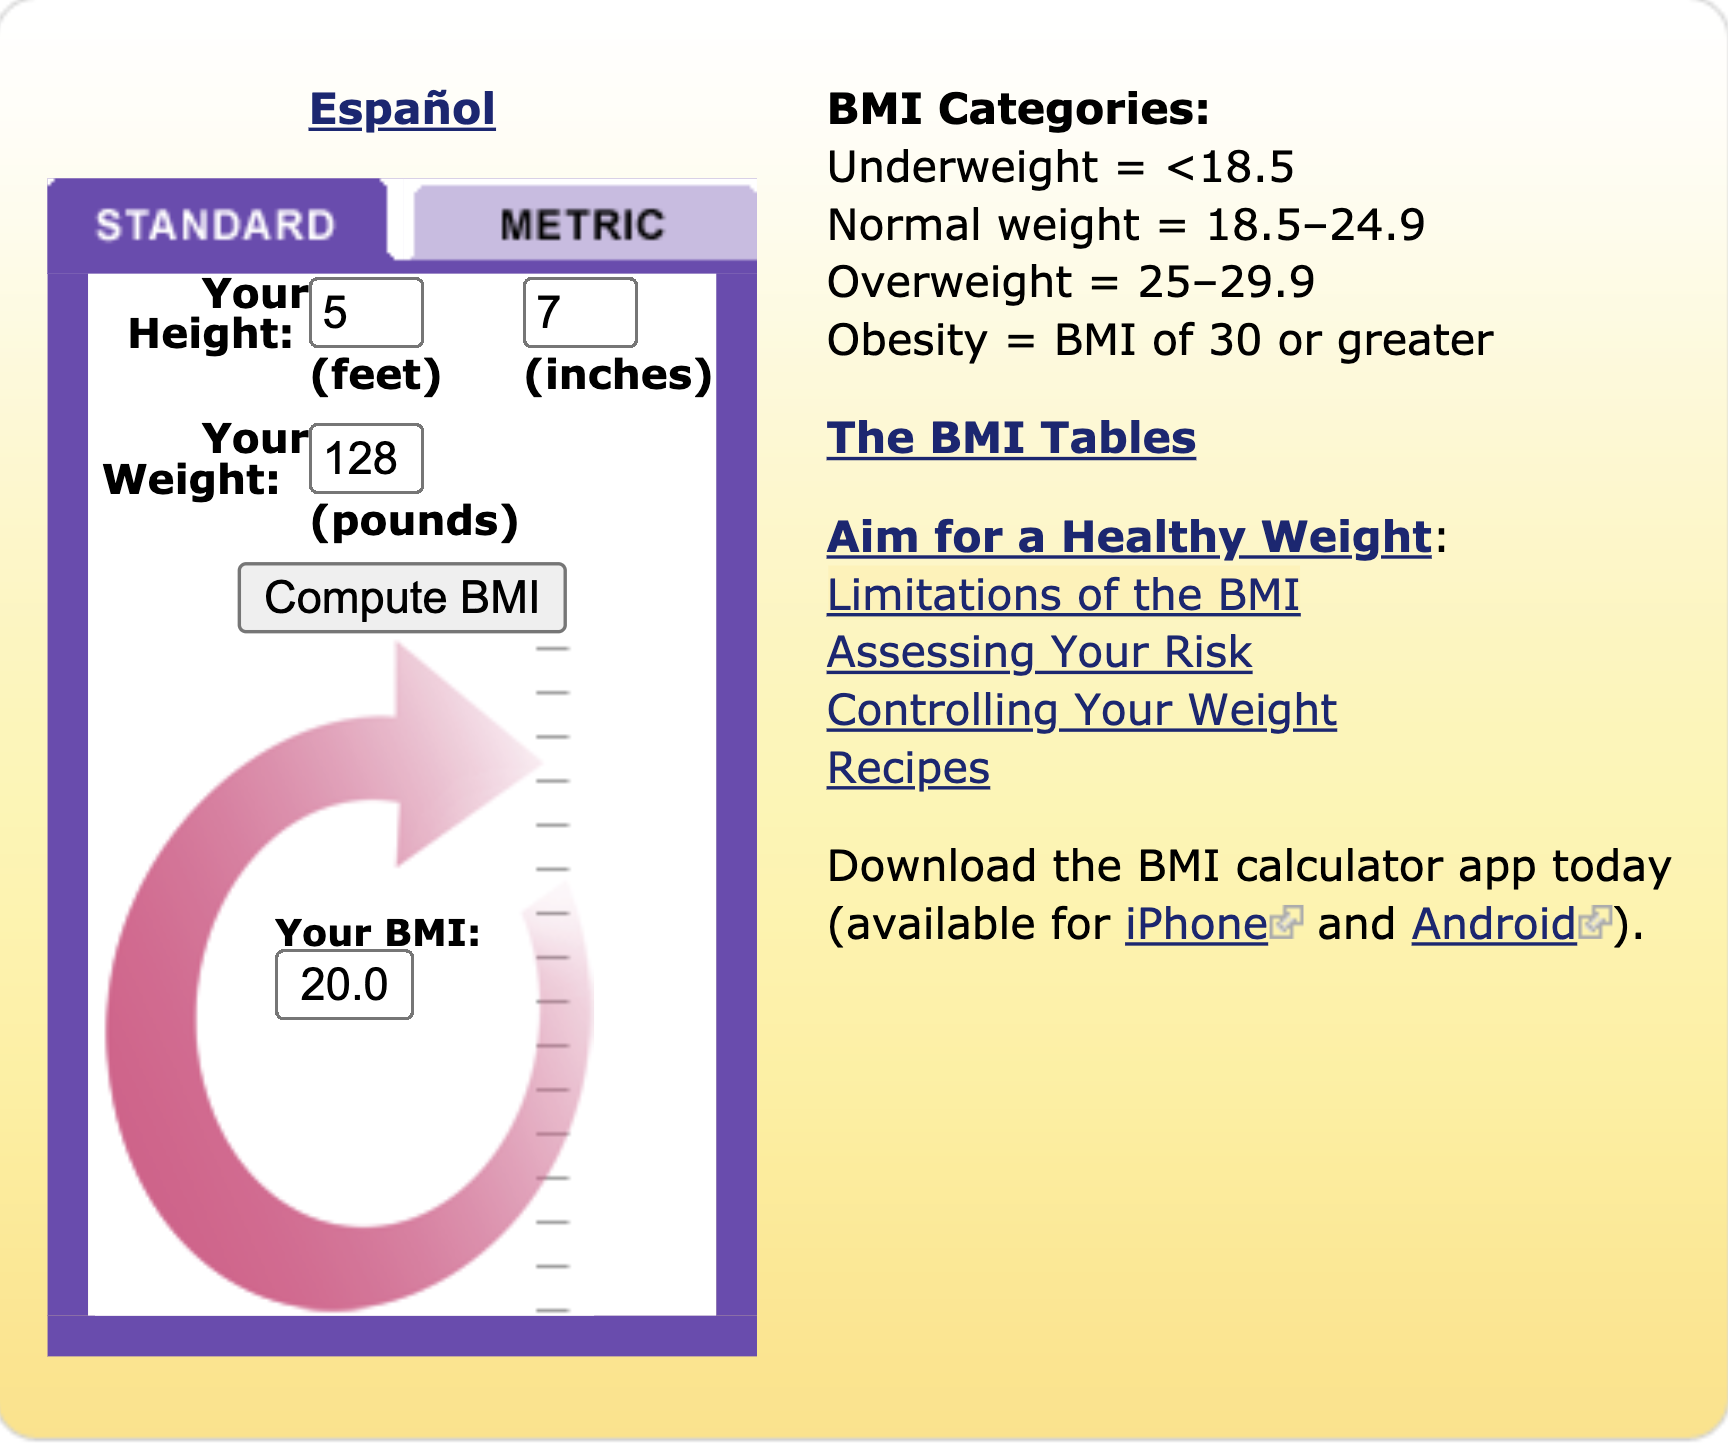 Español
STANDARD METRIC
Your Height: 5 (feet) 7 (inches)
Your Weight: 128 (pounds)
Compute BMI
Your BMI:
20.0
BMI Categories:
Underweight = <18.5
Normal weight = 18.5–24.9
Overweight = 25–29.9
Obesity = BMI of 30 or greater
The BMI Tables
Aim for a Healthy Weight:
Limitations of the BMI
Assessing Your Risk
Controlling Your Weight
Recipes
Download the BMI calculator app today
(available for iPhone and Android).